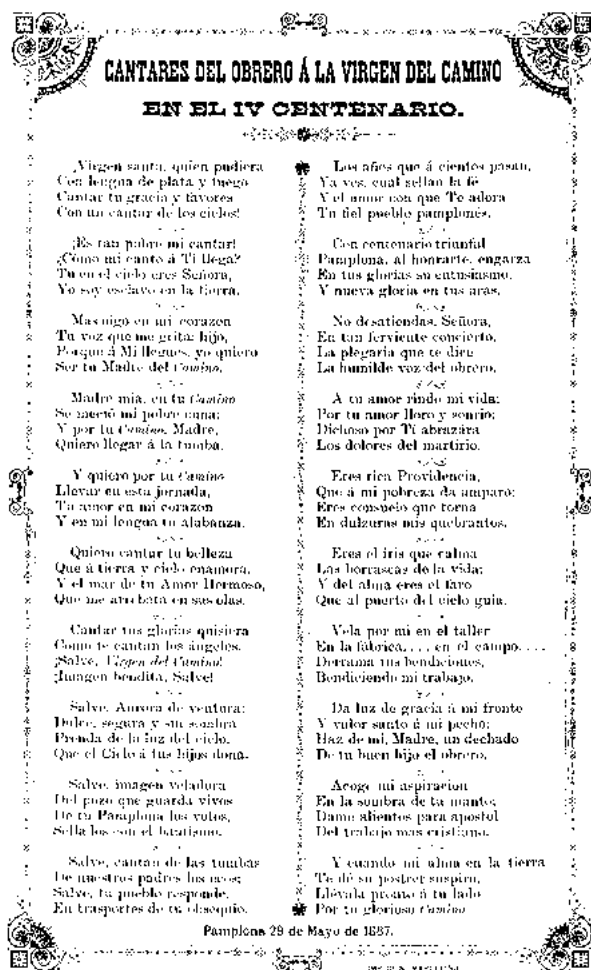 CANTARES DEL OBRERO Á LA VIRGEN DEL CAMINO
EN EL IV CENTENARIO.
¡Virgen santa, quien pudiera
Con lengua de plata y fuego
Cantar tu gracia y favores
Con un cantar de los cielos!
¡Es tan pobre mi cantar!
¿Cómo mi canto á Ti llega?
Tu en el cielo eres Señora,
Yo soy esclavo en la tierra.
Mas oigo en mi corazon
Tu voz que me grita: hijo,
Porque á Mi llegues, yo quiero
Ser tu Madre del Camino.
Madre mia, en tu Camino
Se meció mi pobre cuna;
Y por tu Camino, Madre,
Quiero llegar á la tumba.
Y quiero por tu Camino
Llevar en esta jornada,
Tu amor en mi corazon
Y en mi lengua tu alabanza.
Quiero cantar tu belleza
Que á tierra y cielo enamora,
Y el mar de tu Amor Hermoso,
Que me arrebata en sus olas.
Cantar tus glorias quisiera
Como te cantan los ángeles.
¡Salve, Virgen del Camino!
¡Imagen bendita, Salve!
Salve, Aurora de ventura;
Dulce, segura y sin sombra
Prenda de la luz del cielo,
Que el Cielo á tus hijos dona.
Salve, imagen veladora
Del pozo que guarda vivos
De tu Pamplona los votos,
Sella los con el bautismo.
Salve, cantan de las tumbas
De nuestros padres los ecos;
Salve, tu pueblo responde,
En trasportes de tu obsequio.
Los años que á cientos pasan,
Ya ves, cual sellan la fé
Y el amor con que Te adora
Tu fiel pueblo pamplonés.
Con centenario triunfal
Pamplona, al honrarte, engarza
En tus glorias su entusiasmo,
Y nueva gloria en tus aras.
No desatiendas, Señora,
En tan ferviente concierto,
La plegaria que te dice
La humilde voz del obrero.
A tu amor rindo mi vida;
Por tu amor lloro y sonrio;
Dichoso por Tí abrazára
Los dolores del martirio.
Eres rica Providencia,
Que á mi pobreza da amparo;
Eres consuelo que torna
En dulzuras mis quebrantos.
Eres el iris que calma
Las borrascas de la vida;
Y del alma eres el faro
Que al puerto del cielo guia.
Vela por mi en el taller
En la fábrica.... en el campo....
Derrama tus bendiciones,
Bendiciendo mi trabajo.
Da luz de gracia á mi frente
Y valor santo á mi pecho;
Haz de mi, Madre, un dechado
De tu buen hijo el obrero.
Acoge mi aspiracion
En la sombra de tu manto;
Dame alientos para apostol
Del trabajo mas cristiano.
Y cuando mi alma en la tierra
Te dé su postrer suspiro,
Llévala pronto á tu lado
Por tu glorioso Camino
Pamplona 29 de Mayo de 1887.